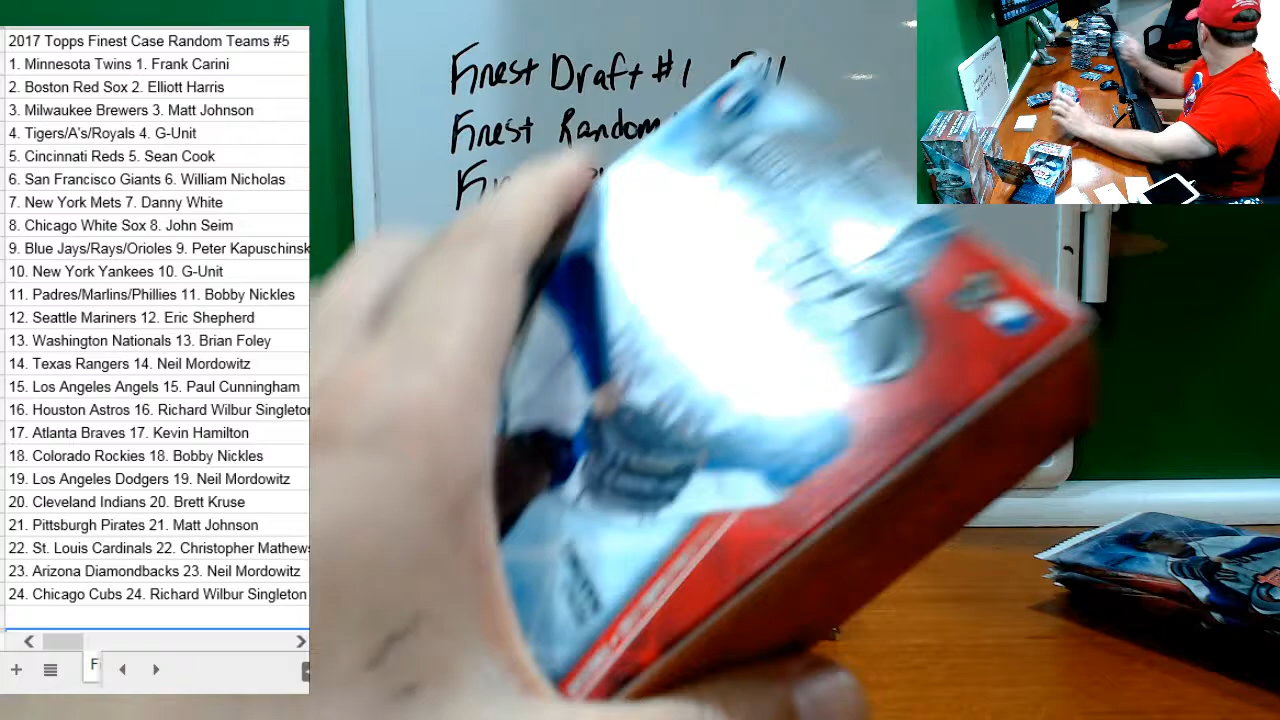 2017 Topps Finest Case Random Teams #5
1. Minnesota Twins 1. Frank Carini
2. Boston Red Sox 2. Elliott Harris
3. Milwaukee Brewers 3. Matt Johnson
4. Tigers/A's/Royals 4. G-Unit
5. Cincinnati Reds 5. Sean Cook
6. San Francisco Giants 6. William Nicholas
7. New York Mets 7. Danny White
8. Chicago White Sox 8. John Seim
9. Blue Jays/Rays/Orioles 9. Peter Kapuschinsk
10. New York Yankees 10. G-Unit
11. Padres/Marlins/Phillies 11. Bobby Nickles
12. Seattle Mariners 12. Eric Shepherd
13. Washington Nationals 13. Brian Foley
14. Texas Rangers 14. Neil Mordowitz
15. Los Angeles Angels 15. Paul Cunningham
16. Houston Astros 16. Richard Wilbur Singleton
17. Atlanta Braves 17. Kevin Hamilton
18. Colorado Rockies 18. Bobby Nickles
19. Los Angeles Dodgers 19. Neil Mordowitz
20. Cleveland Indians 20. Brett Kruse
21. Pittsburgh Pirates 21. Matt Johnson
22. St. Louis Cardinals 22. Christopher Mathews
23. Arizona Diamondbacks 23. Neil Mordowitz
24. Chicago Cubs 24. Richard Wilbur Singleton
F
Finest Draft #1
Finest Random